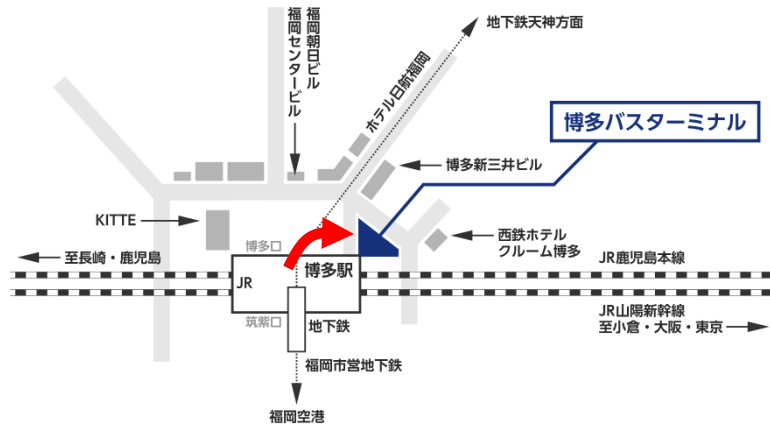 福岡朝日ビル
福岡センタービル
ホテル日航福岡
地下鉄天神方面
博多バスターミナル
博多新三井ビル
KITTE
西鉄ホテル
クルーム博多
博多口
至長崎・鹿児島
JR鹿児島本線
博多駅
JR
JR山陽新幹線
至小倉・大阪・東京
筑紫口
地下鉄
福岡市営地下鉄
福岡空港